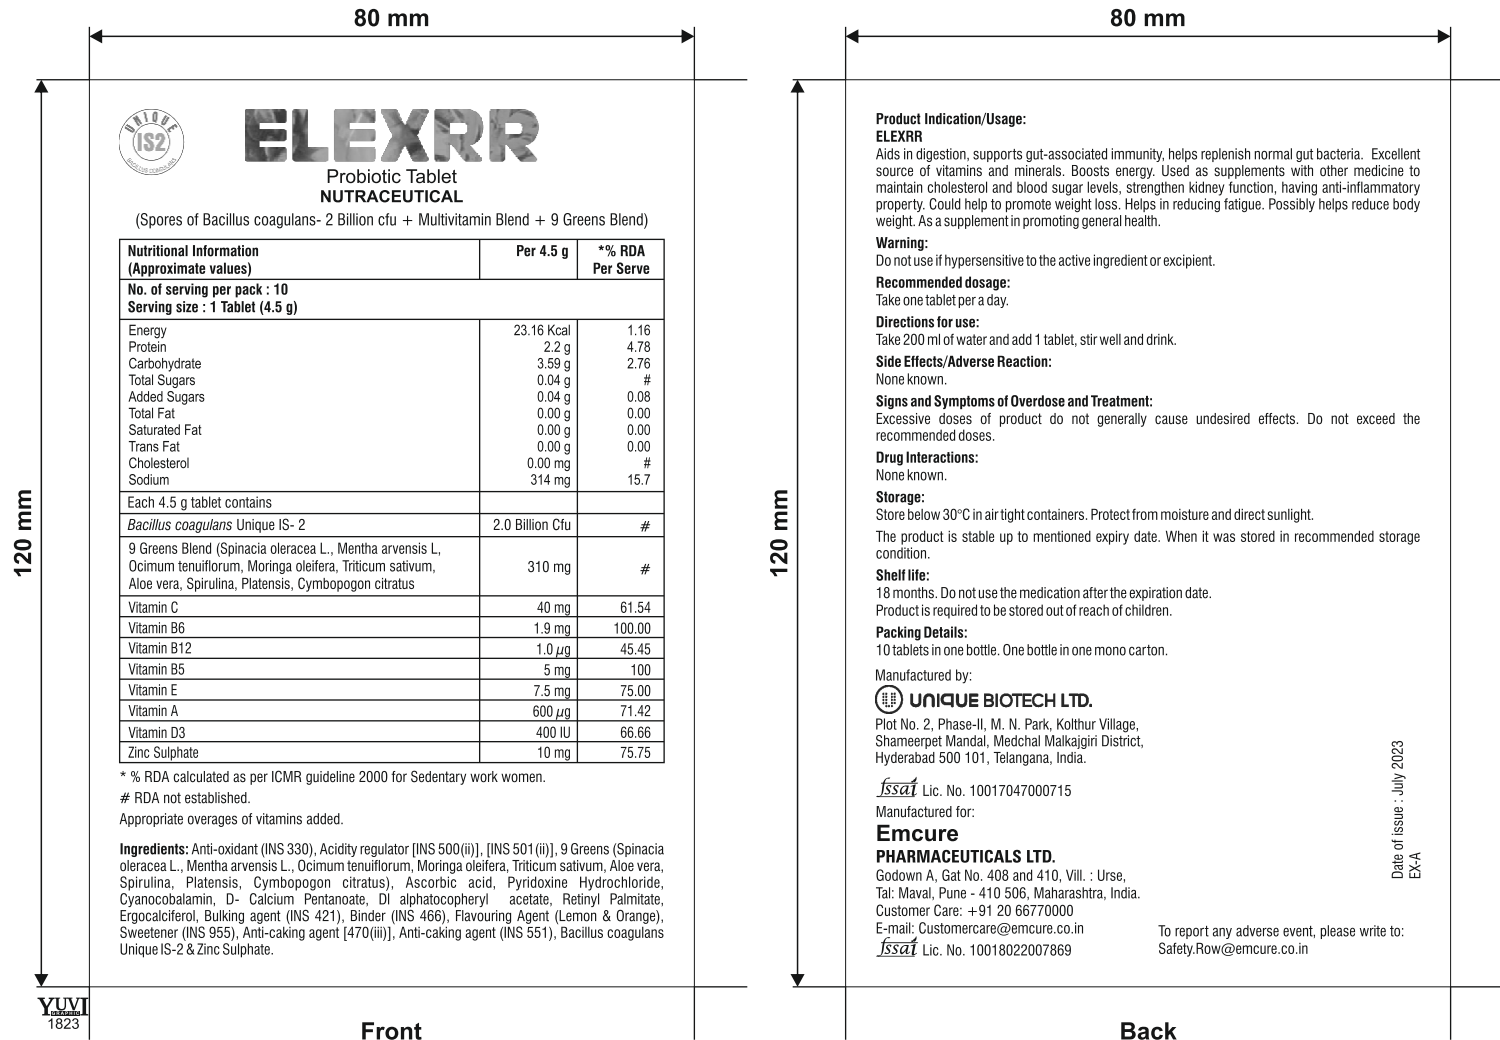 80 mm
120 mm
UNIQUE
IS2
BACILLUS COAGULANS
ELEXRR
Probiotic Tablet
NUTRACEUTICAL
(Spores of Bacillus coagulans- 2 Billion cfu + Multivitamin Blend + 9 Greens Blend)
Nutritional Information (Approximate values) Per 4.5 g *% RDA Per Serve
No. of serving per pack : 10
Serving size : 1 Tablet (4.5 g)
Energy 23.16 Kcal 1.16
Protein 2.2 g 4.78
Carbohydrate 3.59 g 2.76
Total Sugars 0.04 g #
Added Sugars 0.04 g 0.08
Total Fat 0.00 g 0.00
Saturated Fat 0.00 g 0.00
Trans Fat 0.00 g 0.00
Cholesterol 0.00 mg #
Sodium 314 mg 15.7
Each 4.5 g tablet contains
Bacillus coagulans Unique IS- 2 2.0 Billion Cfu #
9 Greens Blend (Spinacia oleracea L., Mentha arvensis L,
Ocimum tenuiflorum, Moringa oleifera, Triticum sativum, 310 mg #
Aloe vera, Spirulina, Platensis, Cymbopogon citratus
Vitamin C 40 mg 61.54
Vitamin B6 1.9 mg 100.00
Vitamin B12 1.0 µg 45.45
Vitamin B5 5 mg 100
Vitamin E 7.5 mg 75.00
Vitamin A 600 µg 71.42
Vitamin D3 400 IU 66.66
Zinc Sulphate 10 mg 75.75
* % RDA calculated as per ICMR guideline 2000 for Sedentary work women.
# RDA not established.
Appropriate overages of vitamins added.
Ingredients: Anti-oxidant (INS 330), Acidity regulator [INS 500(ii)], [INS 501(ii)], 9 Greens (Spinacia
oleracea L., Mentha arvensis L., Ocimum tenuiflorum, Moringa oleifera, Triticum sativum, Aloe vera,
Spirulina, Platensis, Cymbopogon citratus), Ascorbic acid, Pyridoxine Hydrochloride,
Cyanocobalamin, D- Calcium Pentanoate, Dl alphatocopheryl acetate, Retinyl Palmitate,
Ergocalciferol, Bulking agent (INS 421), Binder (INS 466), Flavouring Agent (Lemon & Orange),
Sweetener (INS 955), Anti-caking agent [470(iii)], Anti-caking agent (INS 551), Bacillus coagulans
Unique IS-2 & Zinc Sulphate.
YUVI
GRAPHIC
1823
Front
80 mm
120 mm
Product Indication/Usage:
ELEXRR
Aids in digestion, supports gut-associated immunity, helps replenish normal gut bacteria. Excellent
source of vitamins and minerals. Boosts energy. Used as supplements with other medicine to
maintain cholesterol and blood sugar levels, strengthen kidney function, having anti-inflammatory
property. Could help to promote weight loss. Helps in reducing fatigue. Possibly helps reduce body
weight. As a supplement in promoting general health.
Warning:
Do not use if hypersensitive to the active ingredient or excipient.
Recommended dosage:
Take one tablet per a day.
Directions for use:
Take 200 ml of water and add 1 tablet, stir well and drink.
Side Effects/Adverse Reaction:
None known.
Signs and Symptoms of Overdose and Treatment:
Excessive doses of product do not generally cause undesired effects. Do not exceed the
recommended doses.
Drug Interactions:
None known.
Storage:
Store below 30°C in air tight containers. Protect from moisture and direct sunlight.
The product is stable up to mentioned expiry date. When it was stored in recommended storage
condition.
Shelf life:
18 months. Do not use the medication after the expiration date.
Product is required to be stored out of reach of children.
Packing Details:
10 tablets in one bottle. One bottle in one mono carton.
Manufactured by:
UNIQUE BIOTECH LTD.
Plot No. 2, Phase-II, M. N. Park, Kolthur Village,
Shameerpet Mandal, Medchal Malkajgiri District,
Hyderabad 500 101, Telangana, India.
fssai Lic. No. 10017047000715
Manufactured for:
Emcure
PHARMACEUTICALS LTD.
Godown A, Gat No. 408 and 410, Vill. : Urse,
Tal: Maval, Pune - 410 506, Maharashtra, India.
Customer Care: +91 20 66770000
E-mail: Customercare@emcure.co.in
fssai Lic. No. 10018022007869
To report any adverse event, please write to:
Safety.Row@emcure.co.in
Date of issue : July 2023
EX-A
Back